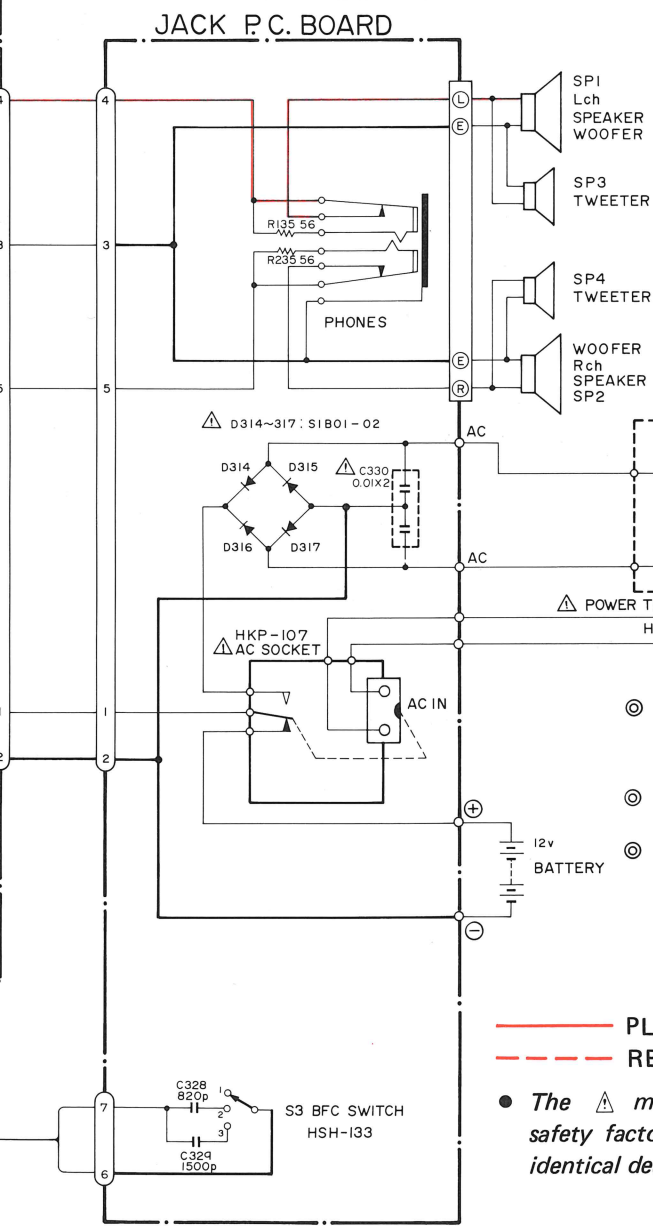 JACK P.C. BOARD
4
L
SP1
Lch
SPEAKER
WOOFER
E
SP3
TWEETER
R135 56
3
R235 56
SP4
TWEETER
PHONES
WOOFER
Rch
SPEAKER
SP2
E
5
R
D314~317: S1B01-02
AC
D314
D315
C330
0.01X2
D316
D317
AC
POWER T
H
HKP-107
AC SOCKET
AC IN
1
2
+
12v
BATTERY
-
PL
RE
C328
820p
1
7
2
S3 BFC SWITCH
HSH-133
3
C329
1500p
6
● The ⚠ m
safety facto
identical de